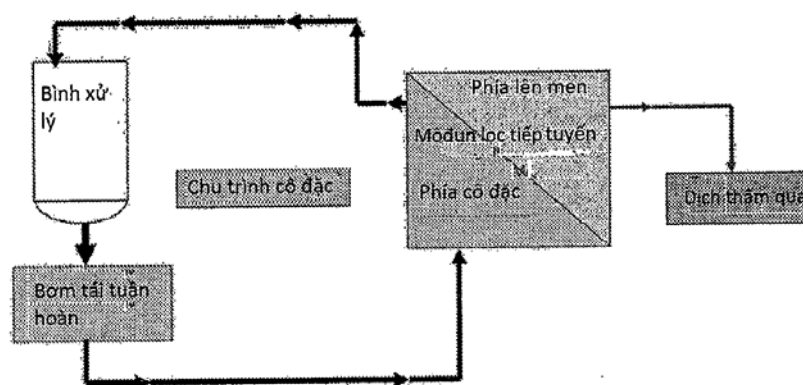 Bình xử
lý
Phía lên men
Môđun lọc tiếp tuyến
Phía cô đặc
Chu trình cô đặc
Dịch thấm qua
Bơm tái tuần
hoàn